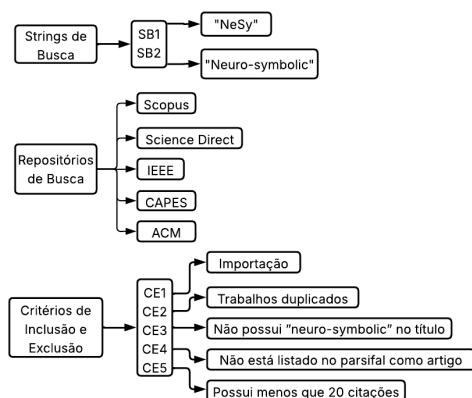 Strings de
Busca
SB1
SB2
"NeSy"
"Neuro-symbolic"
Repositórios
de Busca
Scopus
Science Direct
IEEE
CAPES
ACM
Critérios de
Inclusão e
Exclusão
CE1
CE2
CE3
CE4
CE5
Importação
Trabalhos duplicados
Não possui “neuro-symbolic” no título
Não está listado no parsifal como artigo
Possui menos que 20 citações